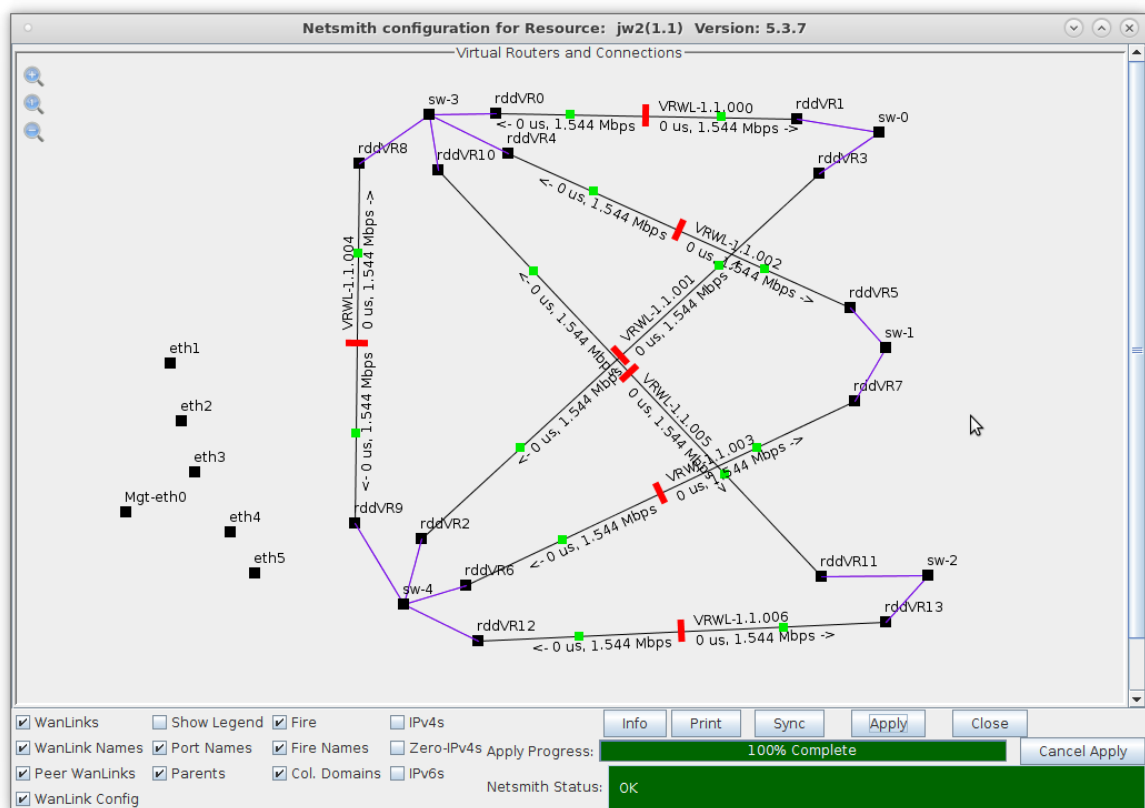 Netsmith configuration for Resource: jw2(1.1) Version: 5.3.7
Virtual Routers and Connections
sw-3
rddVR0
VRWL-1.1.000
rddVR1
sw-0
<- 0 us, 1.544 Mbps
0 us, 1.544 Mbps ->
rddVR8
rddVR10
rddVR4
rddVR3
<- 0 us, 1.544 Mbps
VRWL-1.1.002
0 us, 1.544 Mbps ->
VRWL-1.1.004
0 us, 1.544 Mbps ->
<- 0 us, 1.544 Mbps
VRWL-1.1.001
0 us, 1.544 Mbps
<- 0 us, 1.544 Mbps
<- 0 us, 1.544 Mbps
VRWL-1.1.005
0 us, 1.544 Mbps
rddVR5
sw-1
rddVR7
VRWL-1.1.003
0 us, 1.544 Mbps ->
<- 0 us, 1.544 Mbps
eth1
eth2
eth3
Mgt-eth0
eth4
eth5
rddVR9
rddVR2
rddVR6
sw-4
rddVR12
rddVR11
sw-2
rddVR13
VRWL-1.1.006
<- 0 us, 1.544 Mbps
0 us, 1.544 Mbps ->
WanLinks
Show Legend
Fire
IPv4s
Info
Print
Sync
Apply
Close
WanLink Names
Port Names
Fire Names
Zero-IPv4s
Apply Progress:
100% Complete
Cancel Apply
Peer WanLinks
Parents
Col. Domains
IPv6s
Netsmith Status:
OK
WanLink Config